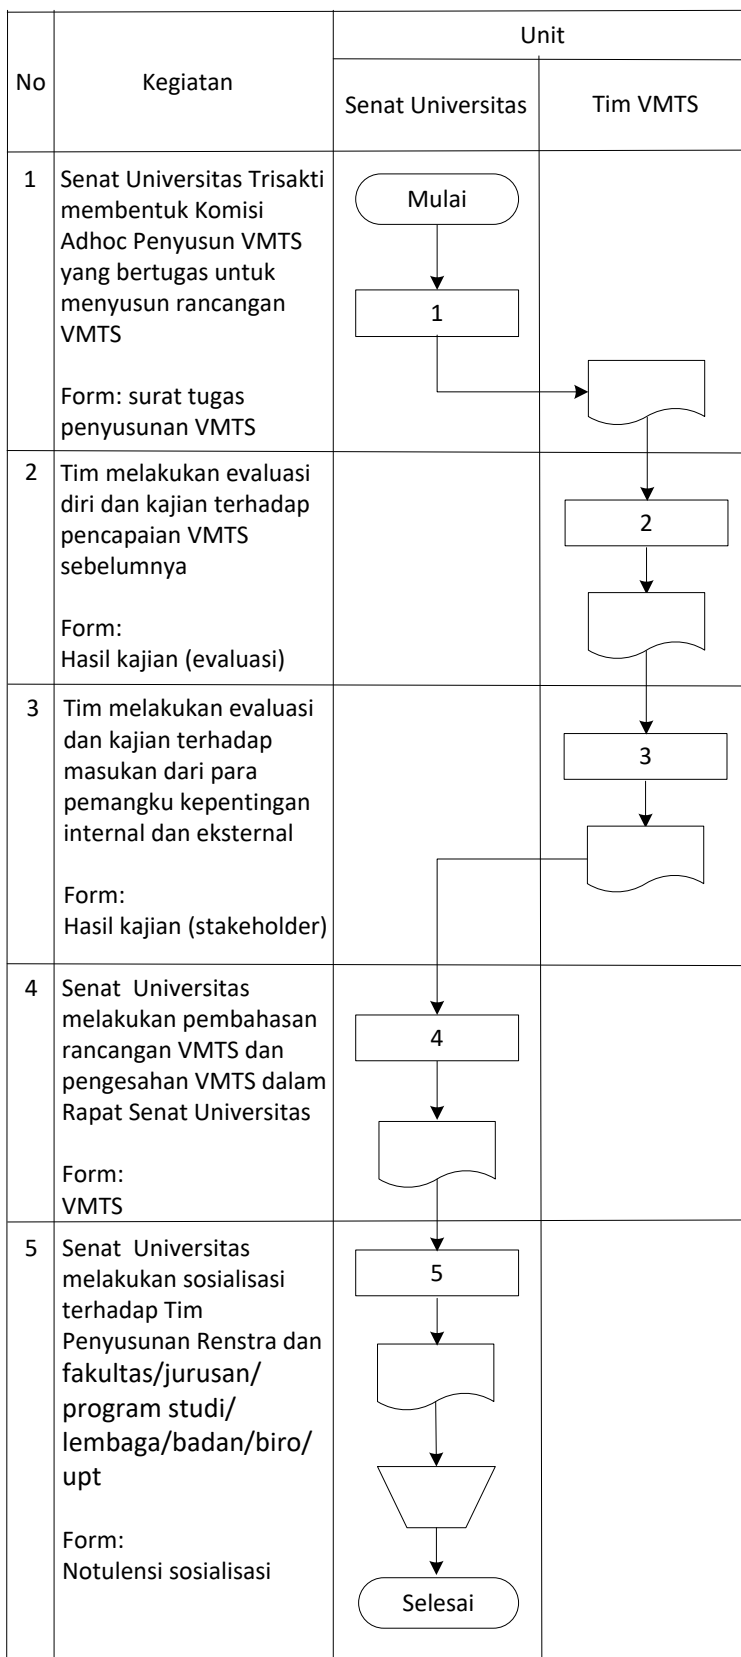 No
Kegiatan
Unit
Senat Universitas
Tim VMTS
1
Senat Universitas Trisakti
membentuk Komisi
Adhoc Penyusun VMTS
yang bertugas untuk
menyusun rancangan
VMTS
Form: surat tugas
penyusunan VMTS
Mulai
1
2
Tim melakukan evaluasi
diri dan kajian terhadap
pencapaian VMTS
sebelumnya
Form:
Hasil kajian (evaluasi)
2
3
Tim melakukan evaluasi
dan kajian terhadap
masukan dari para
pemangku kepentingan
internal dan eksternal
Form:
Hasil kajian (stakeholder)
3
4
Senat  Universitas
melakukan pembahasan
rancangan VMTS dan
pengesahan VMTS dalam
Rapat Senat Universitas
Form:
VMTS
4
5
Senat  Universitas
melakukan sosialisasi
terhadap Tim
Penyusunan Renstra dan
fakultas/jurusan/
program studi/
lembaga/badan/biro/
upt
Form:
Notulensi sosialisasi
5
Selesai